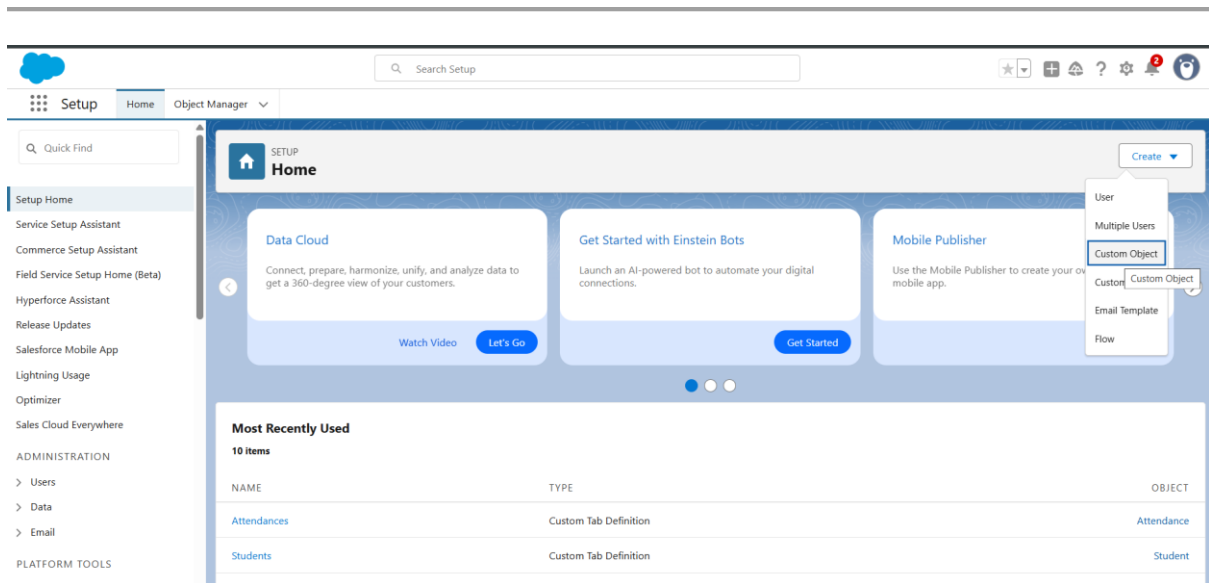 Search Setup
2
Setup Home Object Manager
Quick Find
SETUP
Home
Create
User
Multiple Users
Custom Object
Custom Object
Email Template
Flow
Setup Home
Service Setup Assistant
Commerce Setup Assistant
Field Service Setup Home (Beta)
Hyperforce Assistant
Release Updates
Salesforce Mobile App
Lightning Usage
Optimizer
Sales Cloud Everywhere
ADMINISTRATION
Users
Data
Email
PLATFORM TOOLS
Data Cloud
Connect, prepare, harmonize, unify, and analyze data to
get a 360-degree view of your customers.
Watch Video Let's Go
Get Started with Einstein Bots
Launch an AI-powered bot to automate your digital
connections.
Get Started
Mobile Publisher
Use the Mobile Publisher to create your
mobile app.
Most Recently Used
10 items
NAME TYPE OBJECT
Attendances Custom Tab Definition Attendance
Students Custom Tab Definition Student